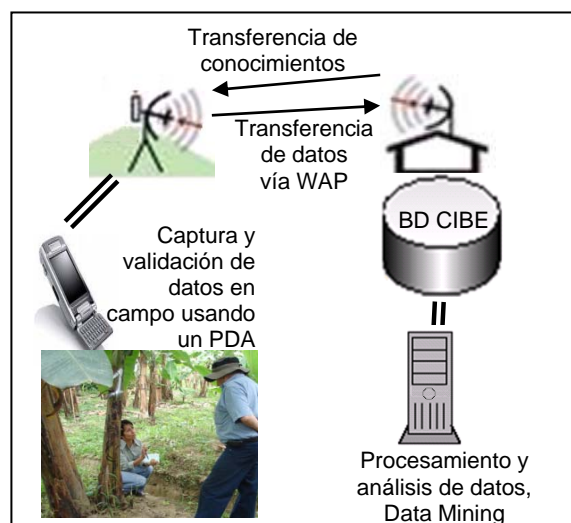 Transferencia de
conocimientos
Transferencia
de datos
vía WAP
BD CIBE
Captura y
validación de
datos en
campo usando
un PDA
Procesamiento y
análisis de datos,
Data Mining